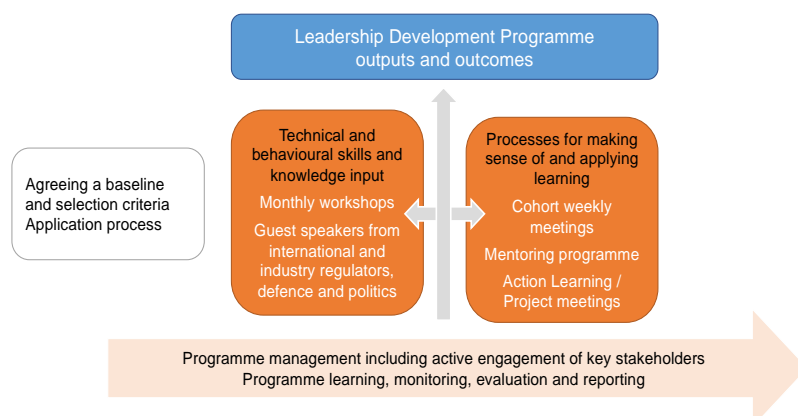 Leadership Development Programme
outputs and outcomes
Agreeing a baseline
and selection criteria
Application process
Technical and
behavioural skills and
knowledge input
Monthly workshops
Guest speakers from
international and
industry regulators,
defence and politics
Processes for making
sense of and applying
learning
Cohort weekly
meetings
Mentoring programme
Action Learning /
Project meetings
Programme management including active engagement of key stakeholders
Programme learning, monitoring, evaluation and reporting